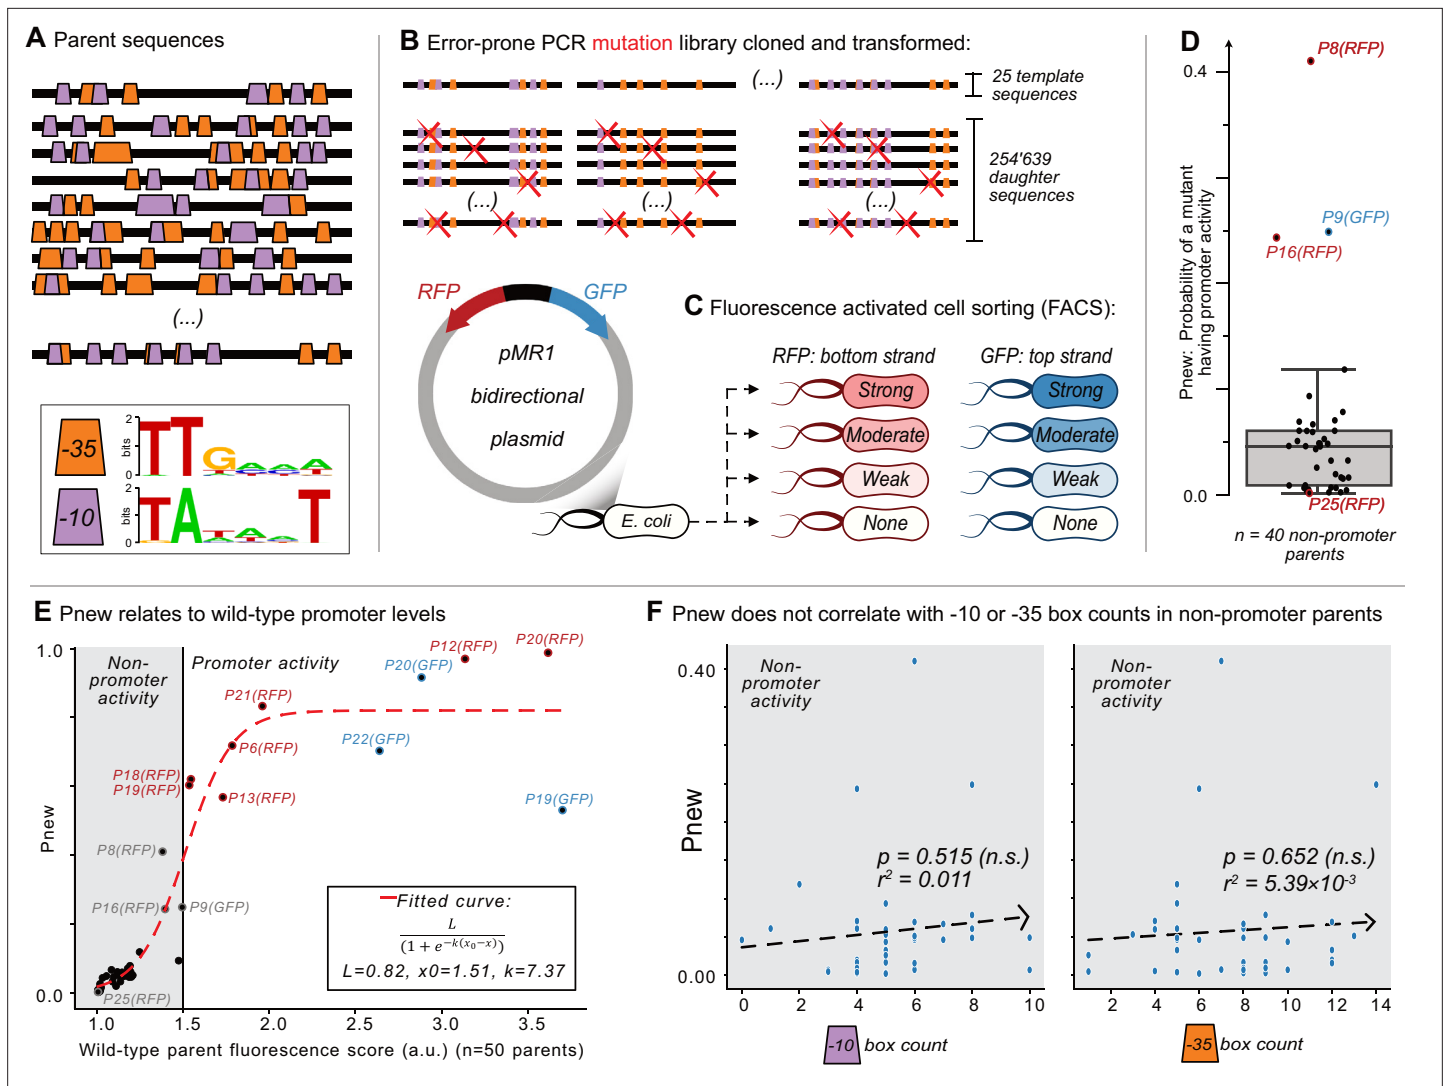 A Parent sequences
(...)
-35
2
bits
0
TTGAAA
-10
2
bits
0
TATAAT
B Error-prone PCR mutation library cloned and transformed:
(...)
25 template
sequences
254'639
daughter
sequences
(...)
(...)
(...)
RFP
GFP
pMR1
bidirectional
plasmid
E. coli
C Fluorescence activated cell sorting (FACS):
RFP: bottom strand
GFP: top strand
Strong
Strong
Moderate
Moderate
Weak
Weak
None
None
D
P8(RFP)
0.4
P9(GFP)
P16(RFP)
Pnew: Probability of a mutant
having promoter activity
0.0
P25(RFP)
n = 40 non-promoter
parents
E Pnew relates to wild-type promoter levels
1.0
Non-
promoter
activity
Promoter activity
P12(RFP)
P20(RFP)
P20(GFP)
P21(RFP)
P22(GFP)
P6(RFP)
P18(RFP)
P19(RFP)
P13(RFP)
P19(GFP)
Pnew
P8(RFP)
P16(RFP)
P9(GFP)
Fitted curve:
L
(1 + e^-k(x0-x))
L=0.82, x0=1.51, k=7.37
0.0
P25(RFP)
1.0 1.5 2.0 2.5 3.0 3.5
Wild-type parent fluorescence score (a.u.) (n=50 parents)
F Pnew does not correlate with -10 or -35 box counts in non-promoter parents
0.40
Non-
promoter
activity
Pnew
p = 0.515 (n.s.)
r² = 0.011
0.00
0 2 4 6 8 10
-10 box count
Non-
promoter
activity
p = 0.652 (n.s.)
r² = 5.39×10⁻³
2 4 6 8 10 12 14
-35 box count